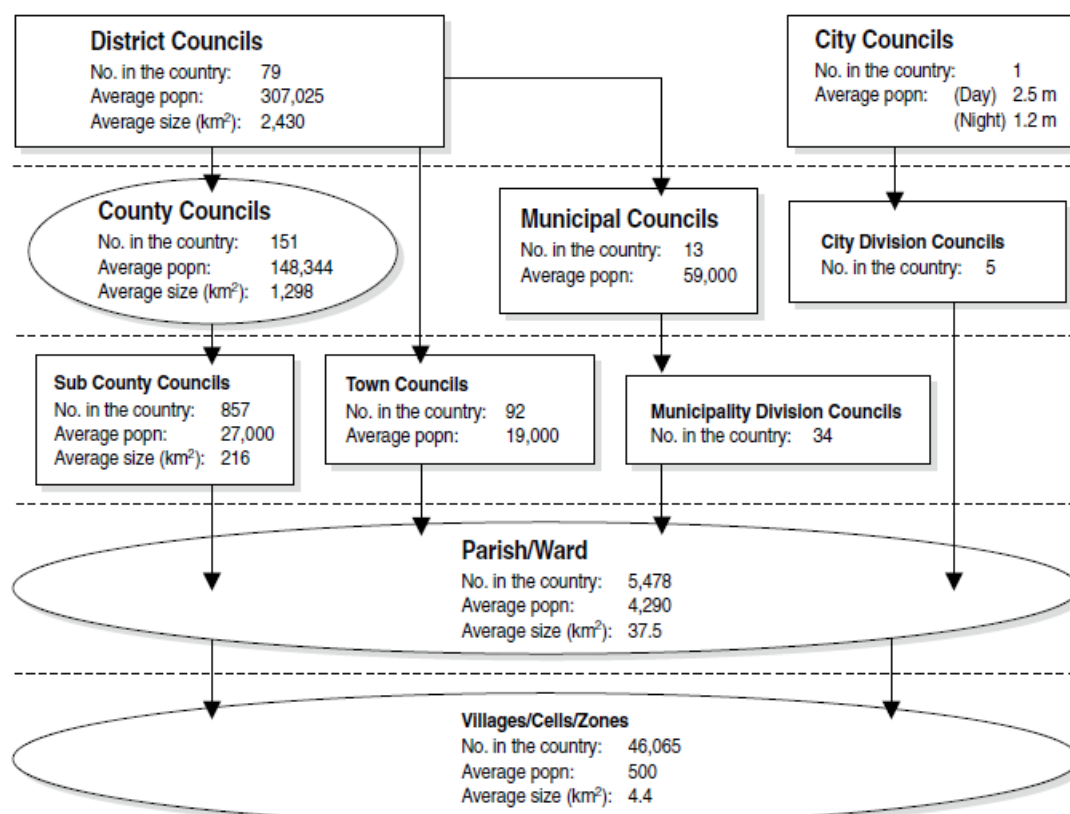 District Councils
No. in the country: 79
Average popn: 307,025
Average size (km²): 2,430
City Councils
No. in the country: 1
Average popn: (Day) 2.5 m
(Night) 1.2 m
County Councils
No. in the country: 151
Average popn: 148,344
Average size (km²): 1,298
Municipal Councils
No. in the country: 13
Average popn: 59,000
City Division Councils
No. in the country: 5
Sub County Councils
No. in the country: 857
Average popn: 27,000
Average size (km²): 216
Town Councils
No. in the country: 92
Average popn: 19,000
Municipality Division Councils
No. in the country: 34
Parish/Ward
No. in the country: 5,478
Average popn: 4,290
Average size (km²): 37.5
Villages/Cells/Zones
No. in the country: 46,065
Average popn: 500
Average size (km²): 4.4